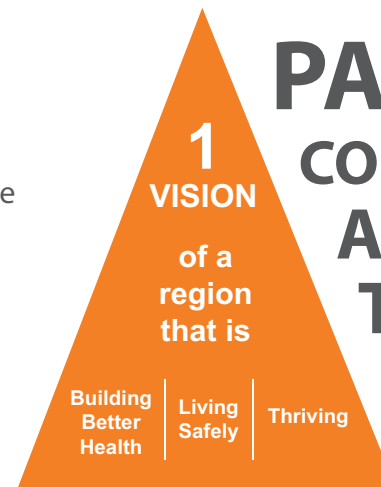 PA
CO
A
T
e
1
VISION
of a
region
that is
Building
Better
Health
Living
Safely
Thriving